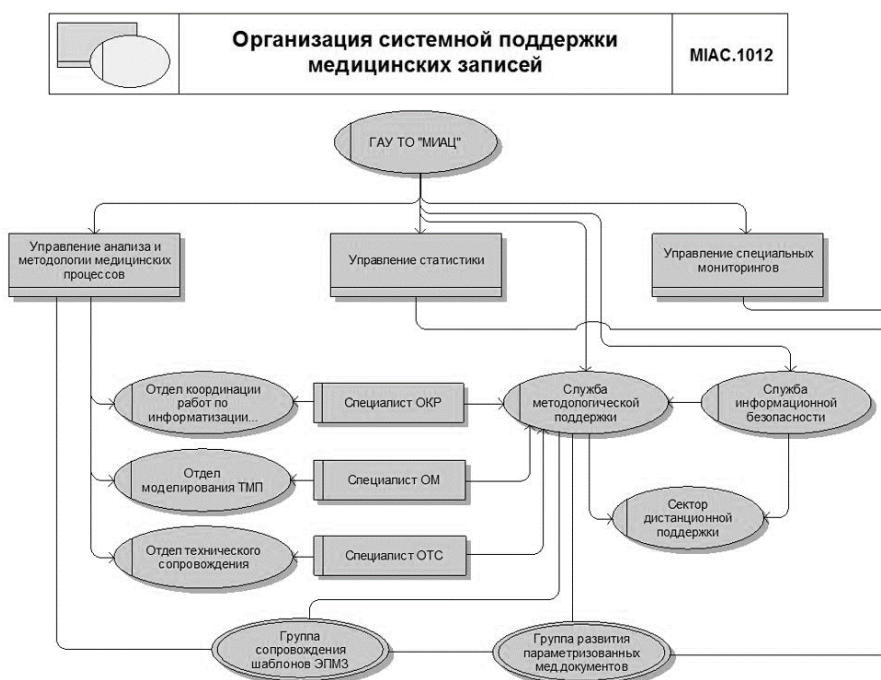 Организация системной поддержки
медицинских записей
MIAC.1012
ГАУ ТО "МИАЦ"
Управление анализа и
методологии медицинских
процессов
Управление статистики
Управление специальных
мониторингов
Отдел координации
работ по
информатизации...
Специалист ОКР
Служба
методологической
поддержки
Служба
информационной
безопасности
Отдел
моделирования ТМП
Специалист ОМ
Сектор
дистанционной
поддержки
Отдел технического
сопровождения
Специалист ОТС
Группа
сопровождения
шаблонов ЭПМЗ
Группа развития
параметризованных
мед.документов